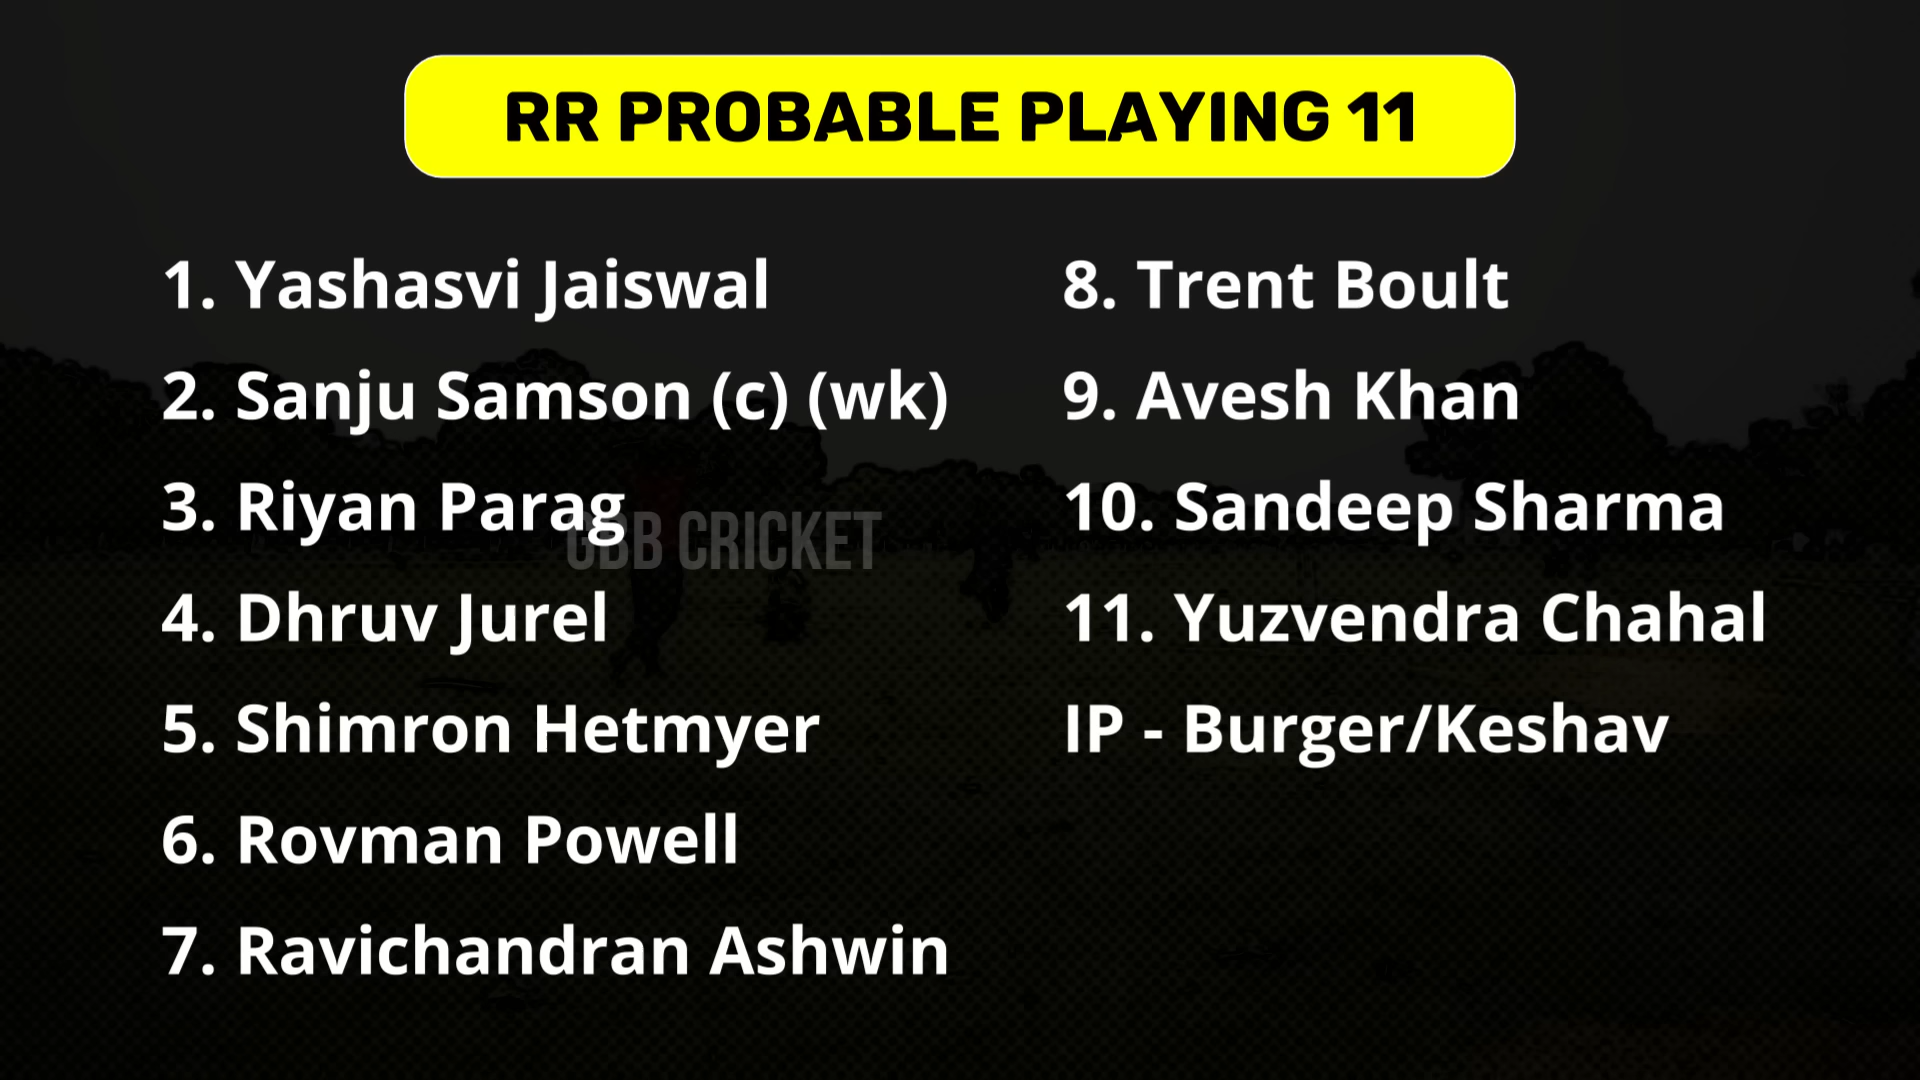 RR PROBABLE PLAYING 11
1. Yashasvi Jaiswal
2. Sanju Samson (c) (wk)
3. Riyan Parag
4. Dhruv Jurel
5. Shimron Hetmyer
6. Rovman Powell
7. Ravichandran Ashwin
8. Trent Boult
9. Avesh Khan
10. Sandeep Sharma
11. Yuzvendra Chahal
IP - Burger/Keshav
GBB CRICKET